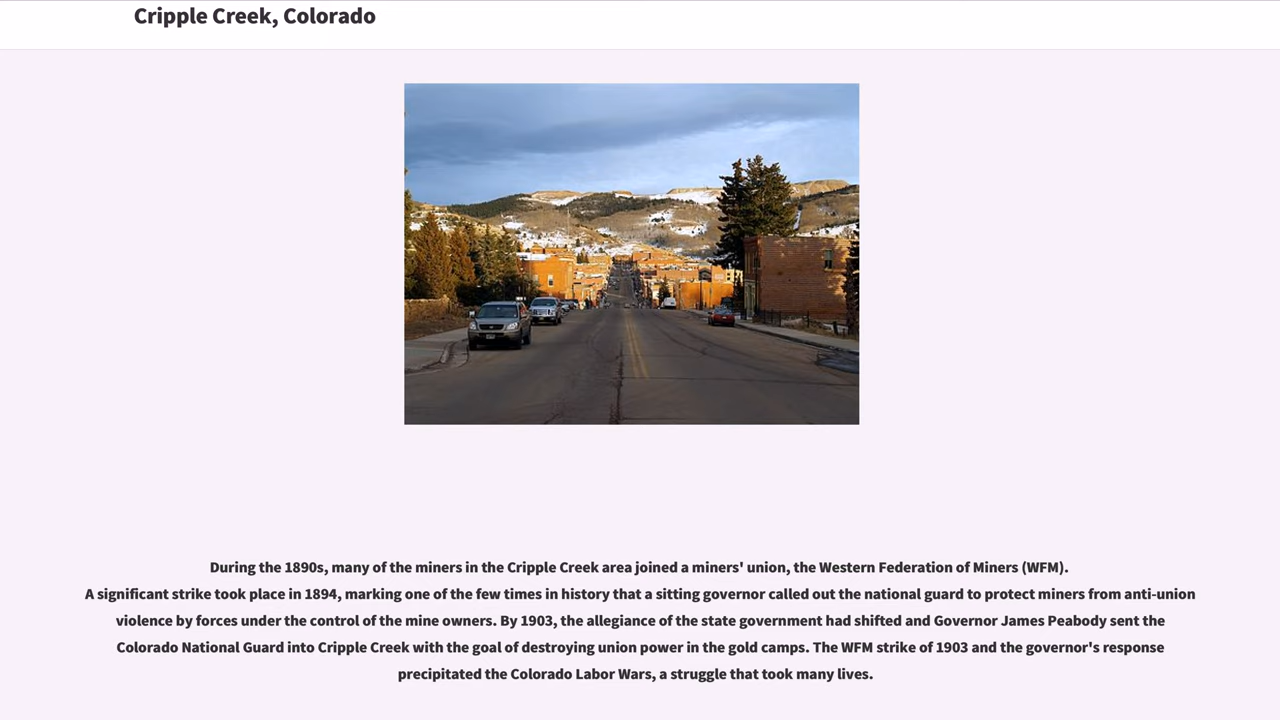 Cripple Creek, Colorado
During the 1890s, many of the miners in the Cripple Creek area joined a miners' union, the Western Federation of Miners (WFM).
A significant strike took place in 1894, marking one of the few times in history that a sitting governor called out the national guard to protect miners from anti-union
violence by forces under the control of the mine owners. By 1903, the allegiance of the state government had shifted and Governor James Peabody sent the
Colorado National Guard into Cripple Creek with the goal of destroying union power in the gold camps. The WFM strike of 1903 and the governor's response
precipitated the Colorado Labor Wars, a struggle that took many lives.